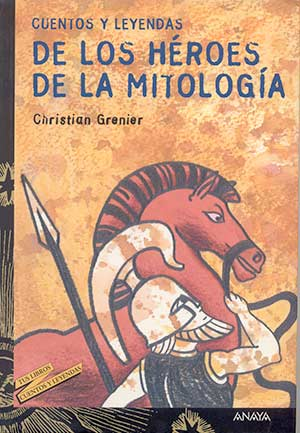 CUENTOS Y LEYENDAS
DE LOS HÉROES
DE LA MITOLOGÍA
Christian Grenier
TUS LIBROS
CUENTOS Y LEYENDAS
ANAYA